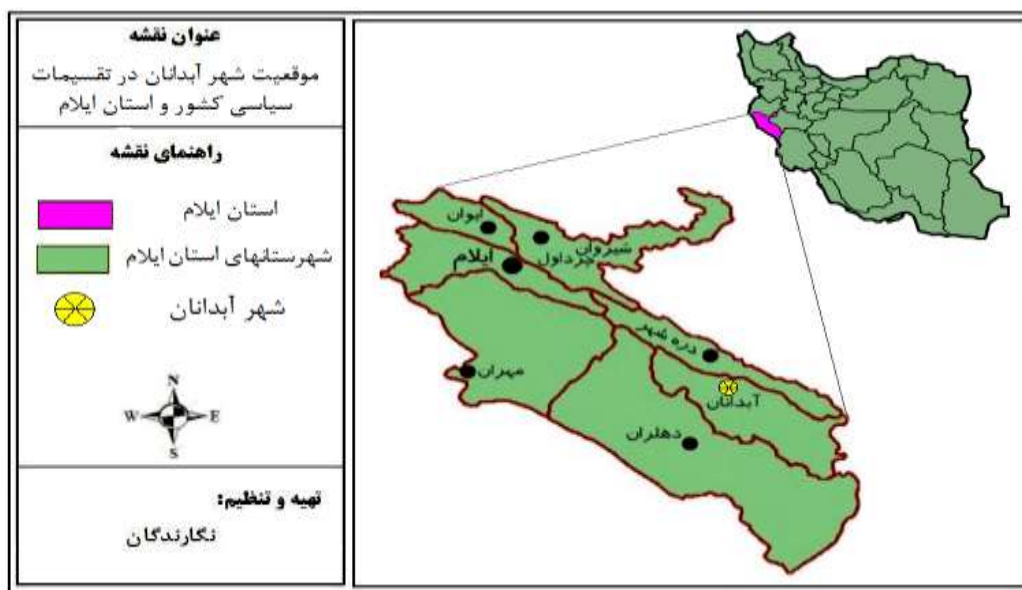 عنوان نقشه
موقعیت شهر آبدانان در تقسیمات
سیاسی کشور و استان ایلام
راهنمای نقشه
استان ایلام
شهرستانهای استان ایلام
شهر آبدانان
N
W E
S
تهیه و تنظیم:
نگارندگان
ایوان
شیروان
چرداول
ایلام
دره شهر
مهران
آبدانان
دهلران